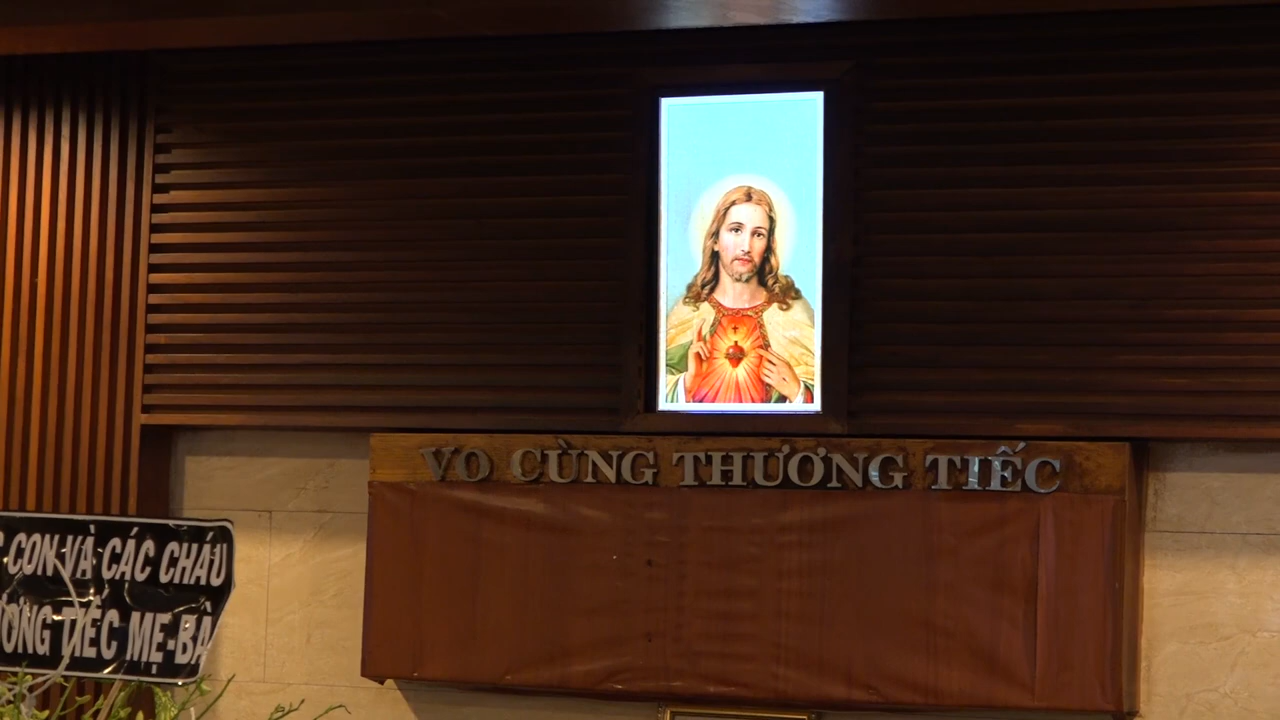 VO CÙNG THƯƠNG TIẾC
CON VÀ CÁC CHÁU
TIẾC MẸ-BÀ